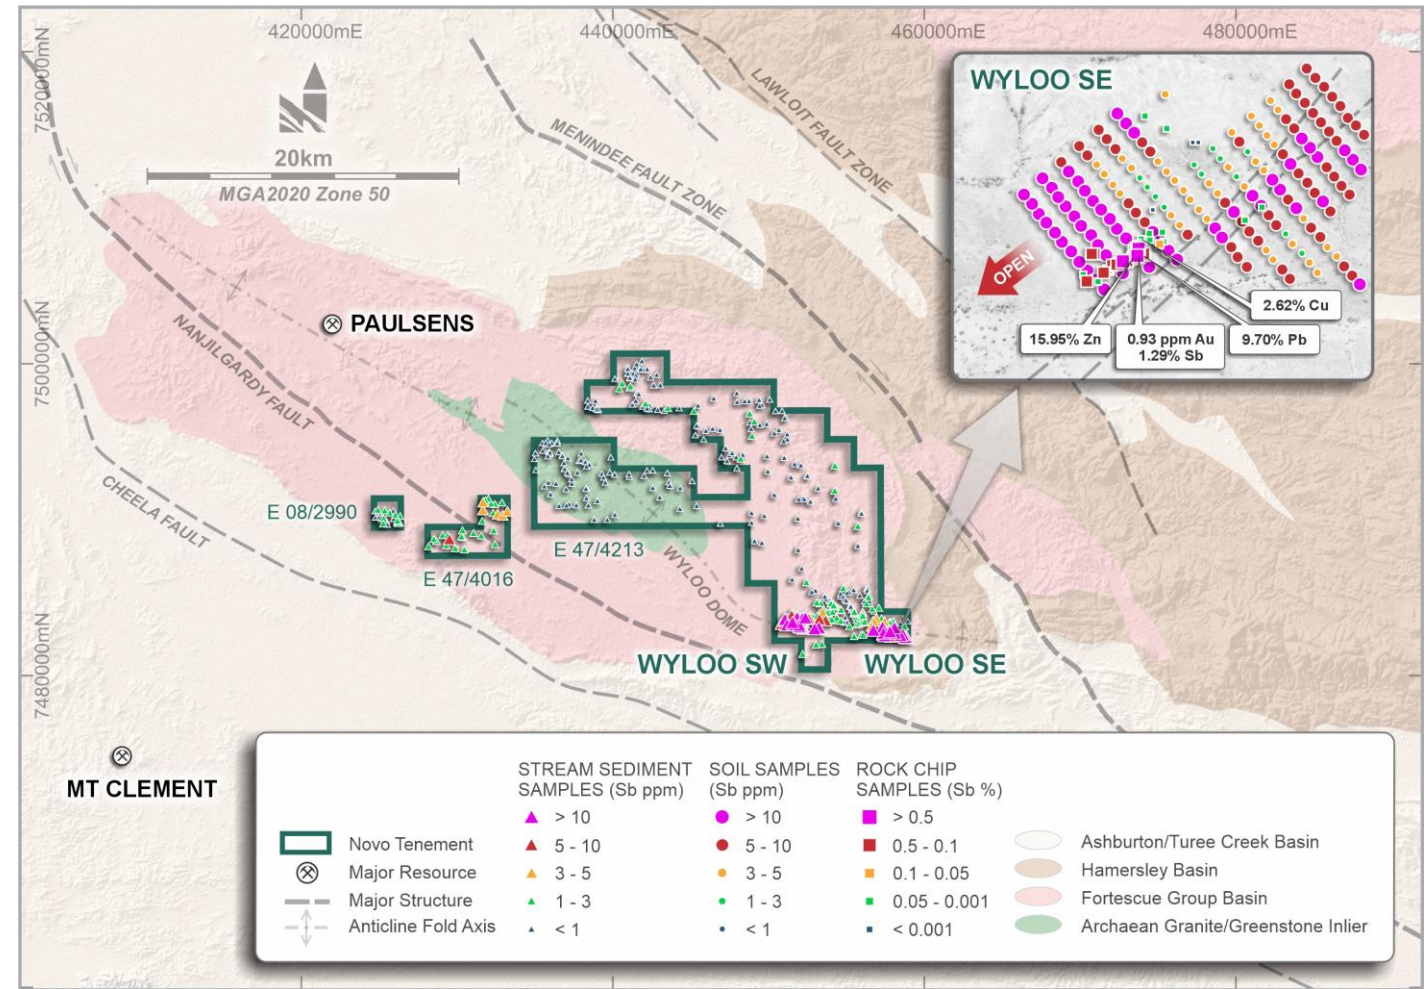 420000mE
440000mE
460000mE
480000mE
7520000mN
7500000mN
7480000mN
20km
MGA2020 Zone 50
LAWLOIT FAULT ZONE
MENINDEE FAULT ZONE
NANJILGARDY FAULT
CHEELA FAULT
WYLOO DOME
PAULSENS
MT CLEMENT
E 08/2990
E 47/4016
E 47/4213
WYLOO SW
WYLOO SE
WYLOO SE
OPEN
2.62% Cu
15.95% Zn
0.93 ppm Au
1.29% Sb
9.70% Pb
Novo Tenement
Major Resource
Major Structure
Anticline Fold Axis
STREAM SEDIMENT
SAMPLES (Sb ppm)
> 10
5 - 10
3 - 5
1 - 3
< 1
SOIL SAMPLES
(Sb ppm)
> 10
5 - 10
3 - 5
1 - 3
< 1
ROCK CHIP
SAMPLES (Sb %)
> 0.5
0.5 - 0.1
0.1 - 0.05
0.05 - 0.001
< 0.001
Ashburton/Turee Creek Basin
Hamersley Basin
Fortescue Group Basin
Archaean Granite/Greenstone Inlier